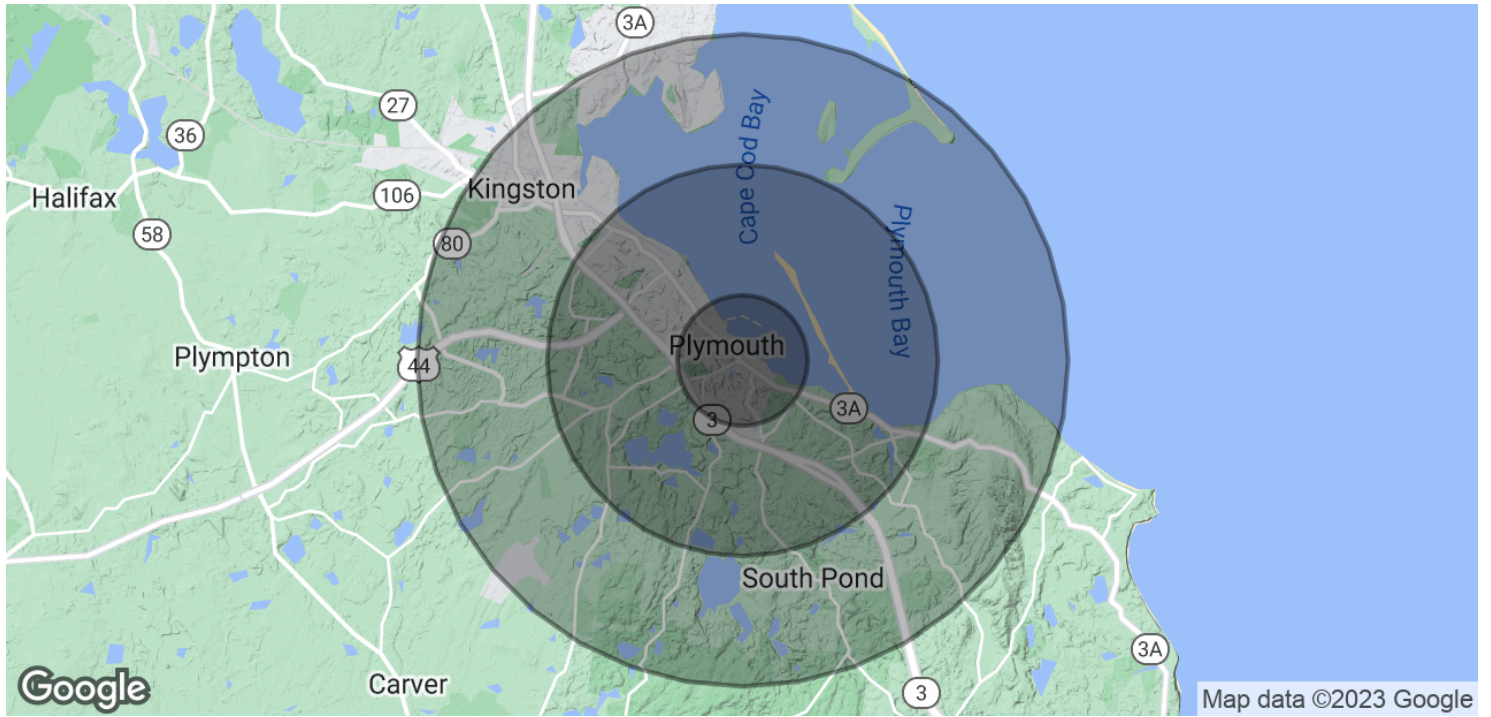 3A
27
36
Cape Cod Bay
106
Kingston
Halifax
58
80
Plymouth Bay
Plymouth
Plympton
44
3A
3
South Pond
3A
Carver
3
Google
Map data ©2023 Google